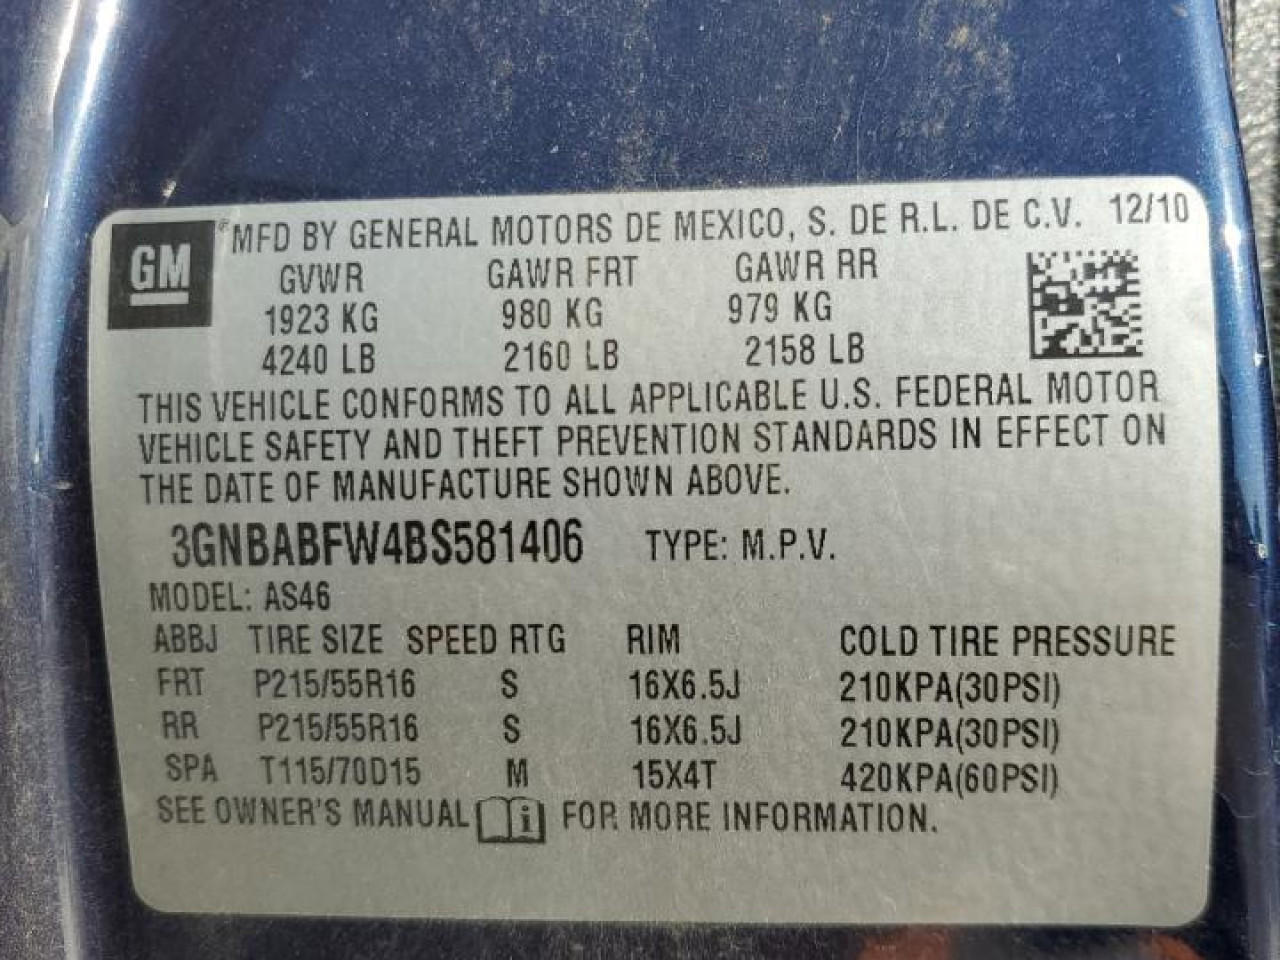 GM ® MFD BY GENERAL MOTORS DE MEXICO, S. DE R.L. DE C.V. 12/10
GVWR GAWR FRT GAWR RR
1923 KG 980 KG 979 KG
4240 LB 2160 LB 2158 LB
THIS VEHICLE CONFORMS TO ALL APPLICABLE U.S. FEDERAL MOTOR
VEHICLE SAFETY AND THEFT PREVENTION STANDARDS IN EFFECT ON
THE DATE OF MANUFACTURE SHOWN ABOVE.
3GNBABFW4BS581406 TYPE: M.P.V.
MODEL: AS46
ABBJ TIRE SIZE SPEED RTG RIM COLD TIRE PRESSURE
FRT P215/55R16 S 16X6.5J 210KPA(30PSI)
RR P215/55R16 S 16X6.5J 210KPA(30PSI)
SPA T115/70D15 M 15X4T 420KPA(60PSI)
SEE OWNER'S MANUAL i FOR MORE INFORMATION.